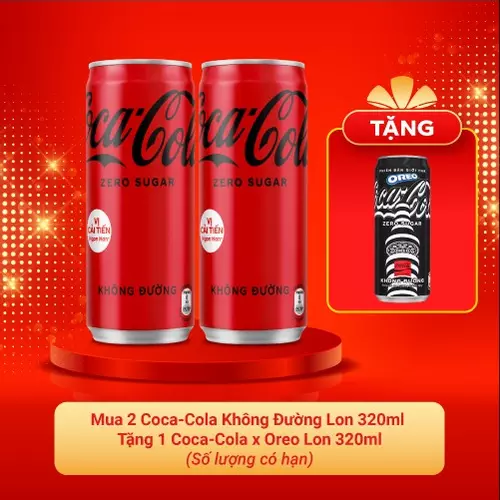 Coca-Cola
ZERO SUGAR
VỊ
CẢI TIẾN
KHÔNG ĐƯỜNG
Coca-Cola
ZERO SUGAR
VỊ
CẢI TIẾN
KHÔNG ĐƯỜNG
TẶNG
OREO
Coca-Cola
ZERO SUGAR
KHÔNG ĐƯỜNG
Mua 2 Coca-Cola Không Đường Lon 320ml
Tặng 1 Coca-Cola x Oreo Lon 320ml
(Số lượng có hạn)